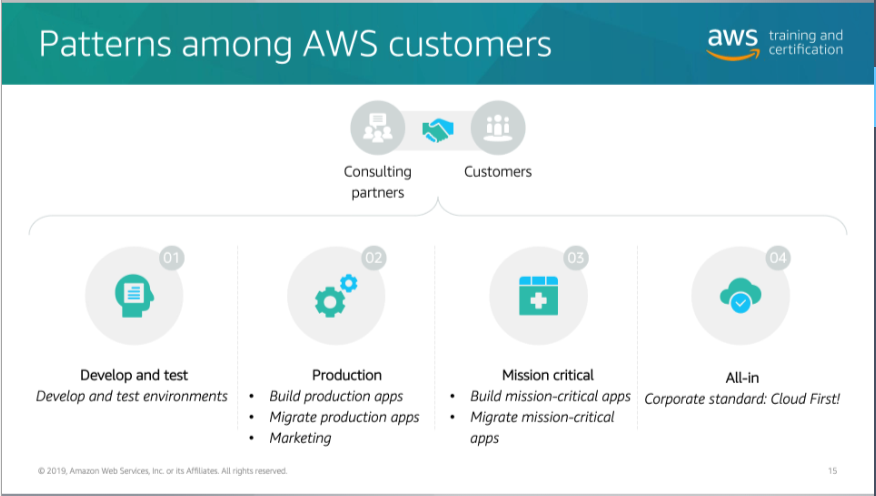 Patterns among AWS customers
aws training and
certification
Consulting
partners
Customers
01
02
03
04
Develop and test
Develop and test environments
Production
• Build production apps
• Migrate production apps
• Marketing
Mission critical
• Build mission-critical apps
• Migrate mission-critical
apps
All-in
Corporate standard: Cloud First!
© 2019, Amazon Web Services, Inc. or its Affiliates. All rights reserved.
15